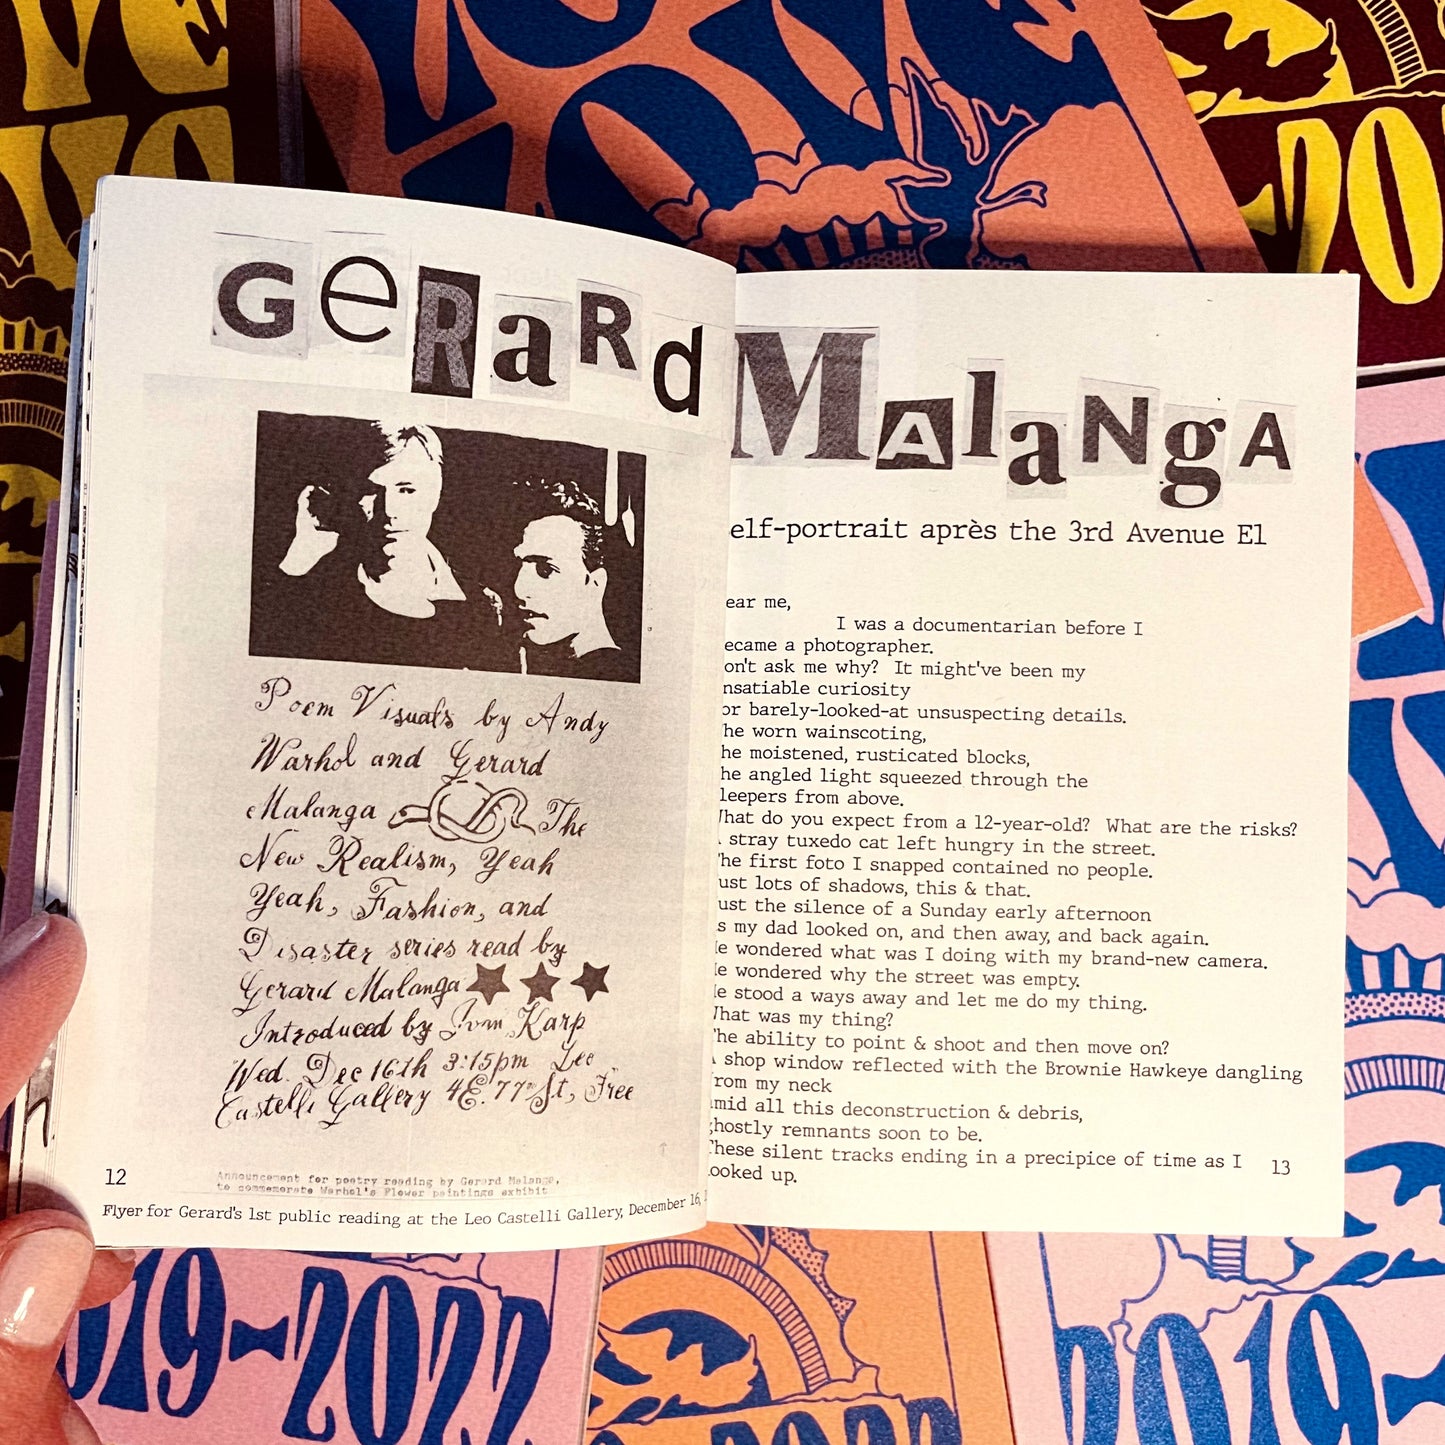 GeRaRd
Poem Visuals by Andy
Warhol and Gerard
Malanga The
New Realism, Yeah
Yeah, Fashion, and
Disaster series read by
Gerard Malanga
Introduced by Ivan Karp
Wed. Dec 16th 3:15pm Leo
Castelli Gallery 4E. 77th St, Free
Announcement for poetry reading by Gerard Malanga,
to commemorate Warhol's Flower paintings exhibit
12
Flyer for Gerard's 1st public reading at the Leo Castelli Gallery, December 16,
MAlaNgA
elf-portrait après the 3rd Avenue El
ear me,
I was a documentarian before I
ecame a photographer.
on't ask me why? It might've been my
nsatiable curiosity
or barely-looked-at unsuspecting details.
he worn wainscoting,
he moistened, rusticated blocks,
he angled light squeezed through the
leepers from above.
hat do you expect from a 12-year-old? What are the risks?
stray tuxedo cat left hungry in the street.
he first foto I snapped contained no people.
ust lots of shadows, this & that.
ust the silence of a Sunday early afternoon
s my dad looked on, and then away, and back again.
e wondered what was I doing with my brand-new camera.
e wondered why the street was empty.
e stood a ways away and let me do my thing.
hat was my thing?
he ability to point & shoot and then move on?
shop window reflected with the Brownie Hawkeye dangling
rom my neck
mid all this deconstruction & debris,
hostly remnants soon to be.
hese silent tracks ending in a precipice of time as I
ooked up.
13
2019-2022
2019